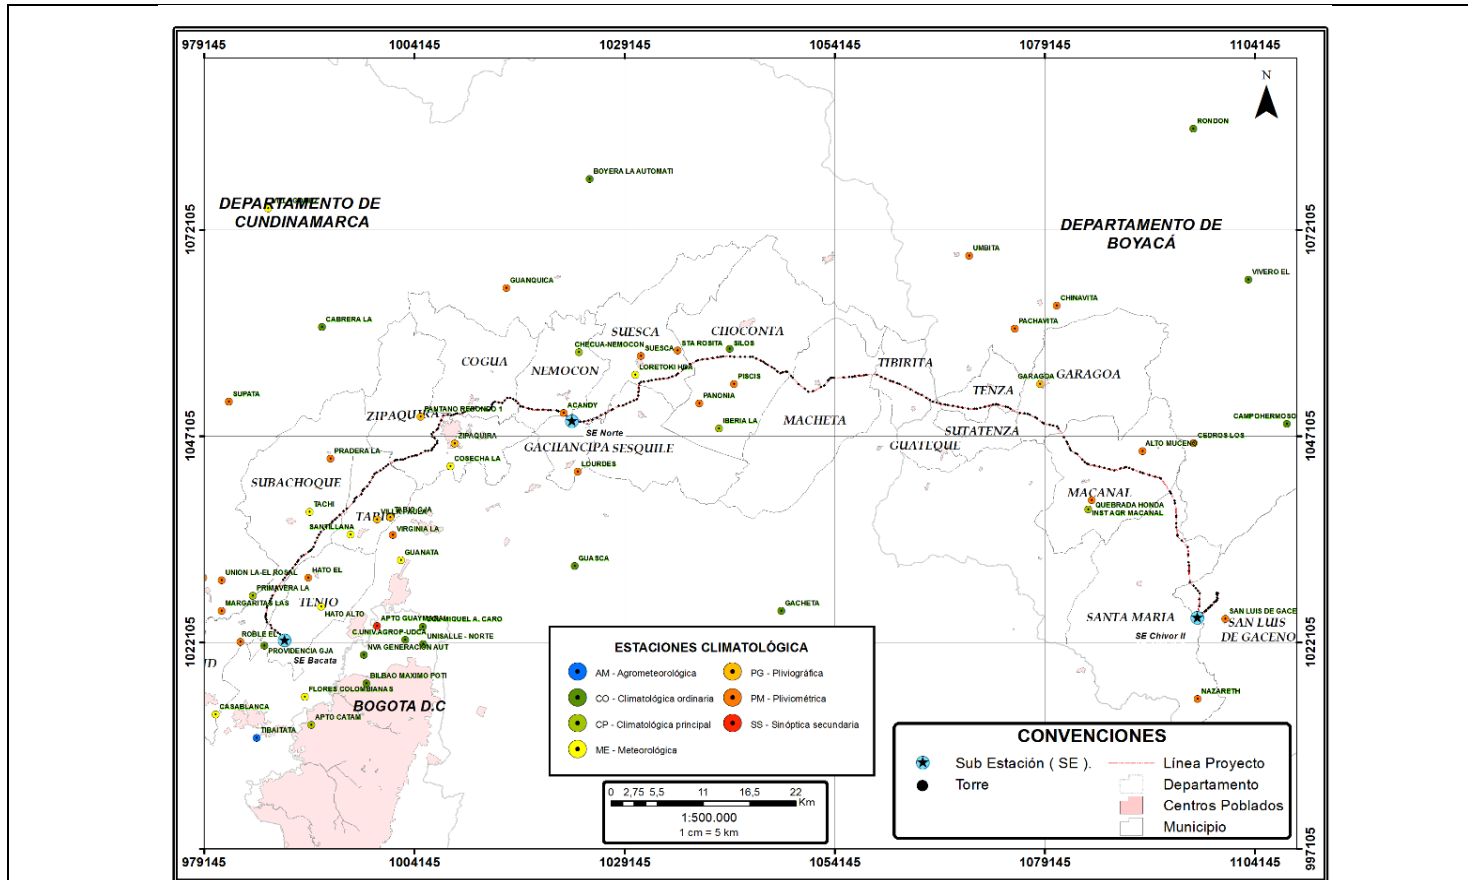 979145 1004145 1029145 1054145 1079145 1104145
N
RONDON
BOYERA LA AUTOMATI
DEPARTAMENTO DE
CUNDINAMARCA
1072105
DEPARTAMENTO DE
BOYACÁ
1072105
UMBITA
VIVERO EL
GUANQUICA
CHINAVITA
CABRERA LA
PACHAVITA
SUESCA
CHOCONTA
CHECUA-NEMOCON
SUESCA
STA ROSITA
SILOS
COGUA
NEMOCON
LORETOKI HDA
TIBIRITA
GARAGOA
GARAGOA
PISCIS
TENZA
SUPATA
PANONIA
ZIPAQUIRA
PANTANO REDONDO 1
ACANDY
MACHETA
IBERIA LA
CAMPOHERMOSO
SE Norte
SUTATENZA
1047105
ZIPAQUIRA
GACHANCIPA
SESQUILE
GUATEQUE
ALTO MUCENO
CEDROS LOS
1047105
PRADERA LA
COSECHA LA
LOURDES
SUBACHOQUE
MACANAL
QUEBRADA HONDA
INST AGR MACANAL
TACHI
TABIO
SANTILLANA
VIRGINIA LA
GUANATA
GUASCA
UNION LA-EL ROSAL
HATO EL
PRIMAVERA LA
TENJO
MARGARITAS LAS
HATO ALTO
GACHETA
SANTA MARIA
SAN LUIS DE GACE
SAN LUIS
DE GACENO
SE Chivor II
C.UNIV.AGROP-UDCA
1022105
ROBLE EL
UNISALLE - NORTE
1022105
PROVIDENCIA GJA
SE Bacata
NVA GENERACION AUT
BILBAO MAXIMO POTI
FLORES COLOMBIANAS
BOGOTA D.C
NAZARETH
CASABLANCA
APTO CATAM
TIBAITATA
ESTACIONES CLIMATOLÓGICA
AM - Agrometeorológica
PG - Pliviográfica
CO - Climatológica ordinaria
PM - Pliviométrica
CP - Climatológica principal
SS - Sinóptica secundaria
ME - Meteorológica
0 2,75 5,5 11 16,5 22
Km
1:500.000
1 cm = 5 km
CONVENCIONES
Sub Estación ( SE ).
Línea Proyecto
Torre
Departamento
Centros Poblados
Municipio
997105
997105
979145 1004145 1029145 1054145 1079145 1104145